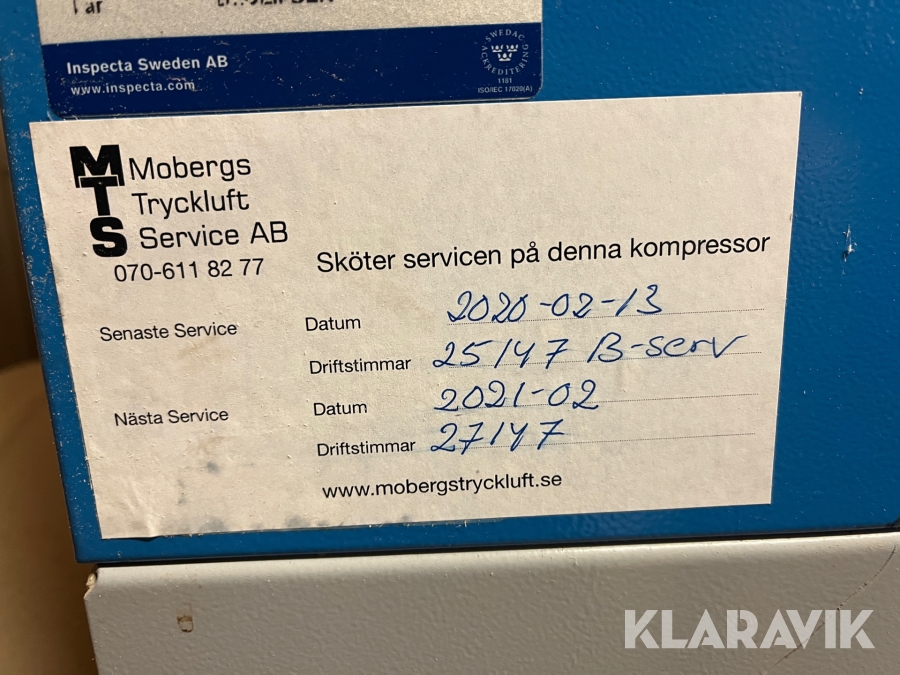 Inspecta Sweden AB
www.inspecta.com
SWEDAC
ACKREDITERING
1181
ISO/IEC 17020(A)
MTS
Mobergs
Tryckluft
Service AB
070-611 82 77
Sköter servicen på denna kompressor
Senaste Service Datum 2020-02-13
Driftstimmar 25147 B-serv
Nästa Service Datum 2021-02
Driftstimmar 27147
www.mobergstryckluft.se
KLARAVIK